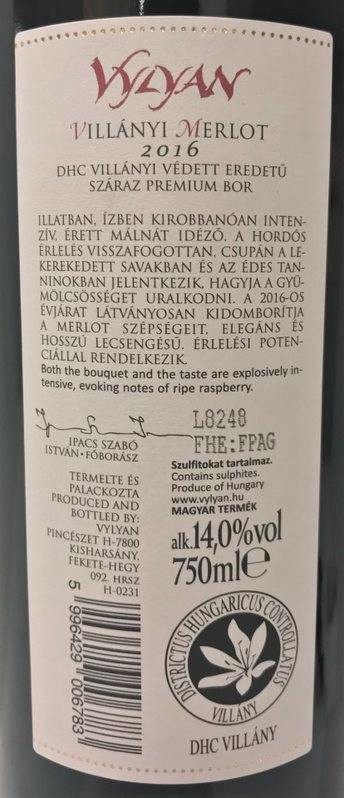 VYLYAN
VILLÁNYI MERLOT
2016
DHC VILLÁNYI VÉDETT EREDETŰ
SZÁRAZ PREMIUM BOR
ILLATBAN, ÍZBEN KIROBBANÓAN INTEN-
ZÍV, ÉRETT MÁLNÁT IDÉZŐ. A HORDÓS
ÉRLELÉS VISSZAFOGOTTAN, CSUPÁN A LE-
KEREKEDETT SAVAKBAN ÉS AZ ÉDES TAN-
NINOKBAN JELENTKEZIK, HAGYJA A GYÜ-
MÖLCSÖSSÉGET URALKODNI. A 2016-OS
ÉVJÁRAT LÁTVÁNYOSAN KIDOMBORÍTJA
A MERLOT SZÉPSÉGEIT, ELEGÁNS ÉS
HOSSZÚ LECSENGÉSŰ. ÉRLELÉSI POTEN-
CIÁLLAL RENDELKEZIK.
Both the bouquet and the taste are explosively in-
tensive, evoking notes of ripe raspberry.
IPACS SZABÓ
ISTVÁN • FŐBORÁSZ
TERMELTE ÉS
PALACKOZTA
PRODUCED AND
BOTTLED BY:
VYLYAN
PINCÉSZET H-7800
KISHARSÁNY,
FEKETE-HEGY
092. HRSZ
H-0231
5 996429 006783
L8248
FHE:FPAG
Szulfitokat tartalmaz.
Contains sulphites.
Produce of Hungary
www.vylyan.hu
MAGYAR TERMÉK
alk.14,0%vol
750ml℮
DISTRICTUS HUNGARICUS CONTROLLATUS
VILLÁNY
DHC VILLÁNY